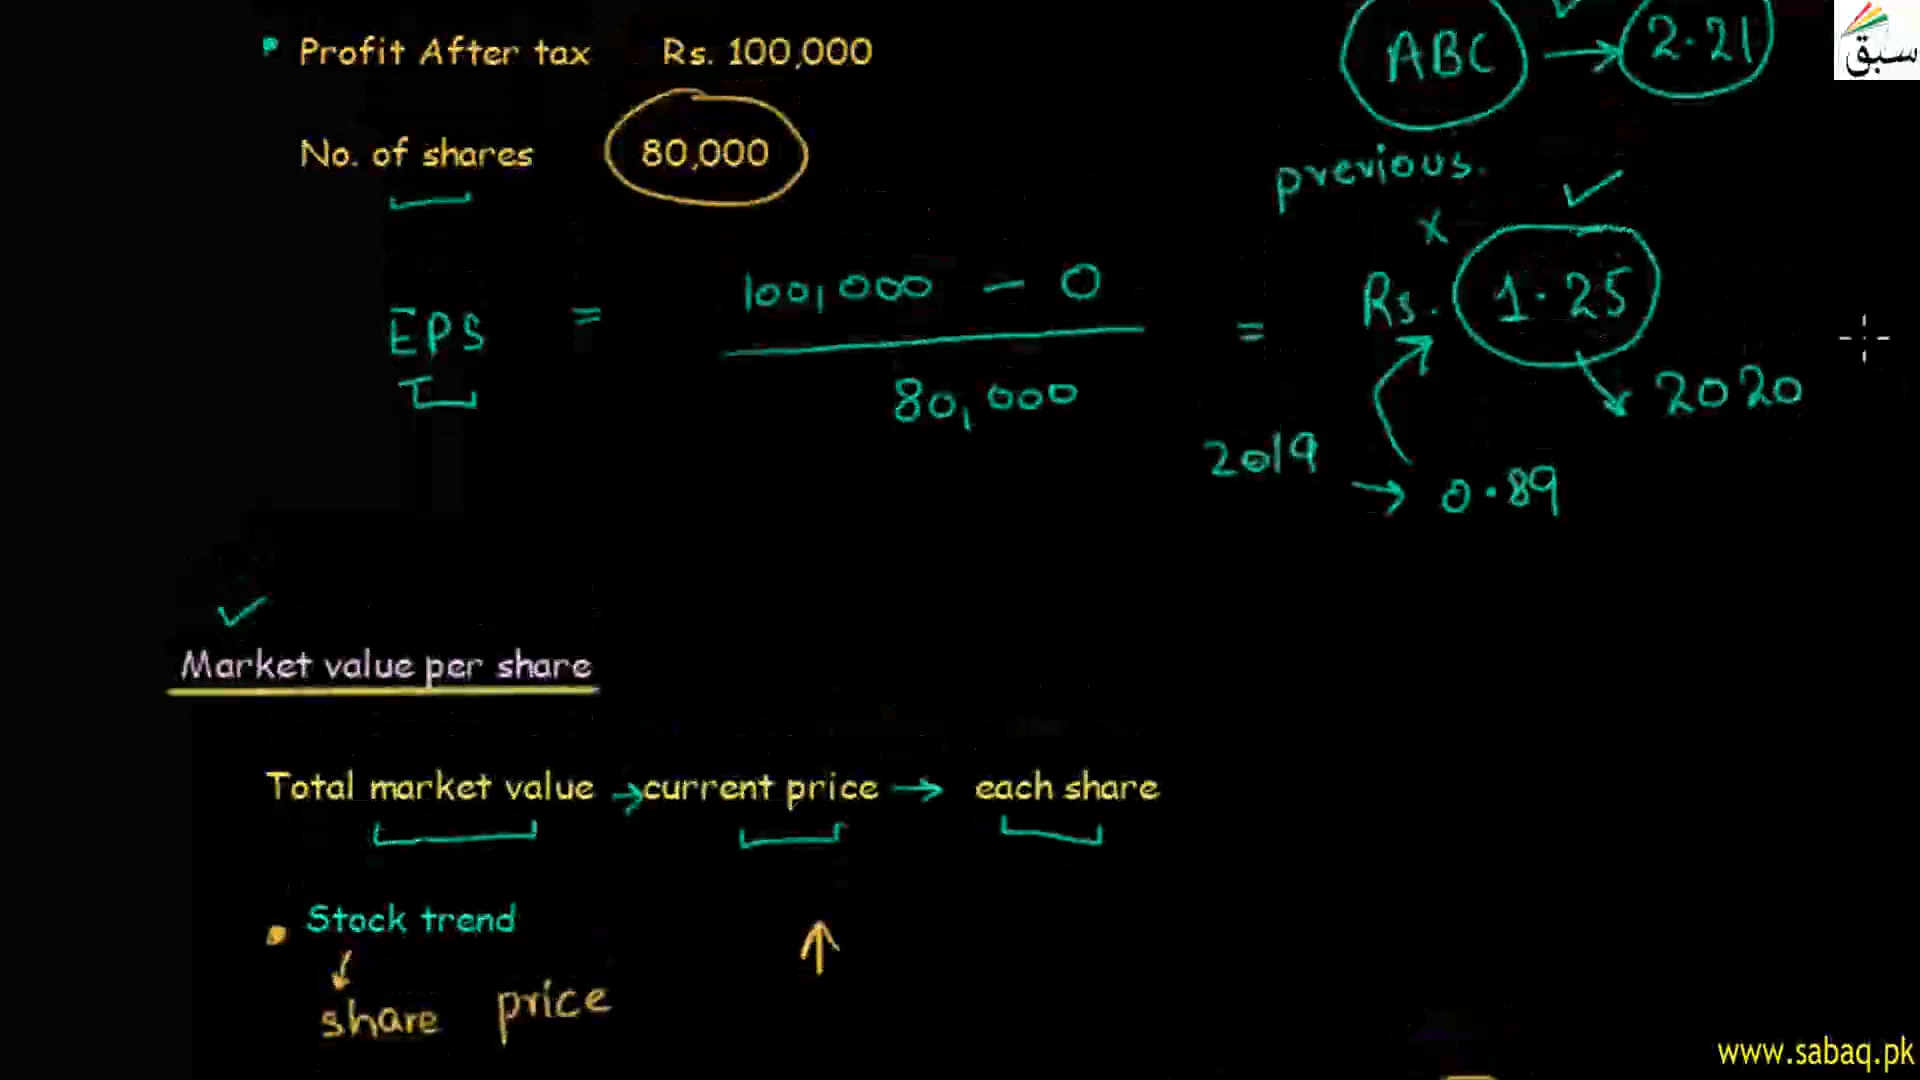 Profit After tax Rs. 100,000
ABC → 2.21
سبق
No. of shares 80,000
previous.
x
EPS = 100,000 - 0 / 80,000 = Rs. 1.25
2020
2019 → 0.89
Market value per share
Total market value → current price → each share
Stock trend
share price
www.sabaq.pk